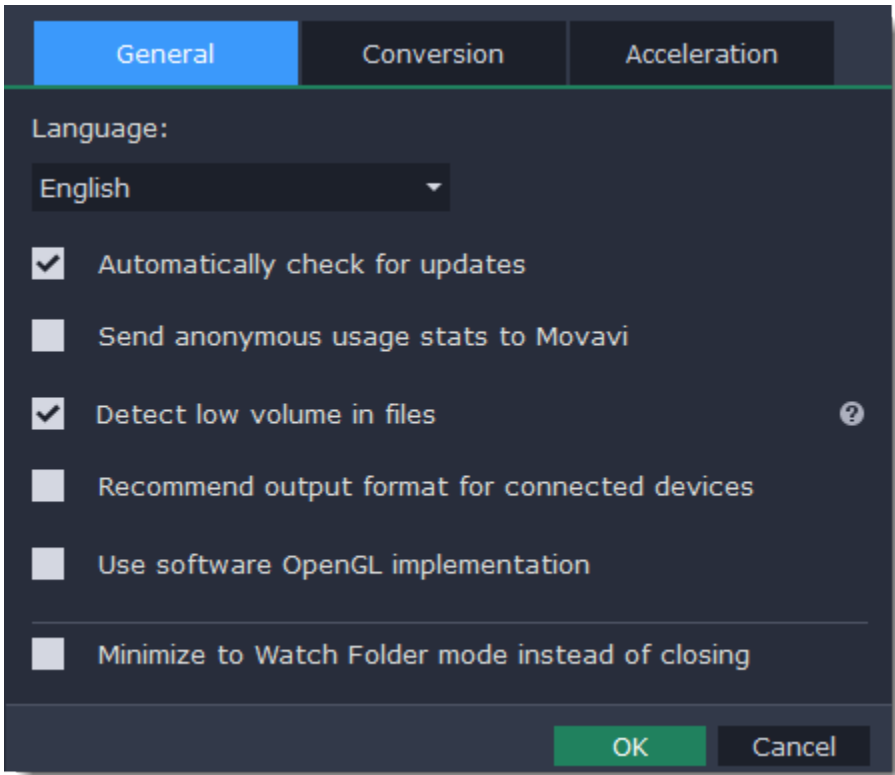 General Conversion Acceleration
Language:
English
Automatically check for updates
Send anonymous usage stats to Movavi
Detect low volume in files ?
Recommend output format for connected devices
Use software OpenGL implementation
Minimize to Watch Folder mode instead of closing
OK Cancel